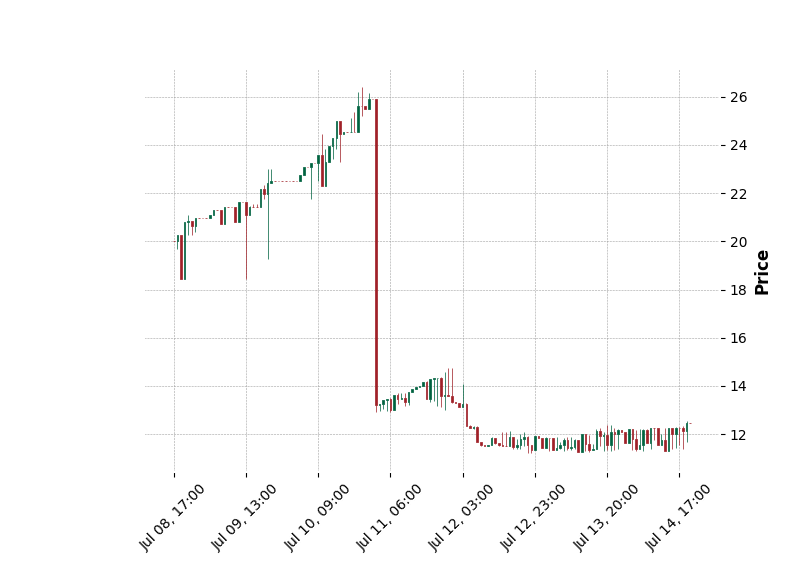 26
24
22
20
18
16
14
12
Price
Jul 08, 17:00
Jul 09, 13:00
Jul 10, 09:00
Jul 11, 06:00
Jul 12, 03:00
Jul 12, 23:00
Jul 13, 20:00
Jul 14, 17:00